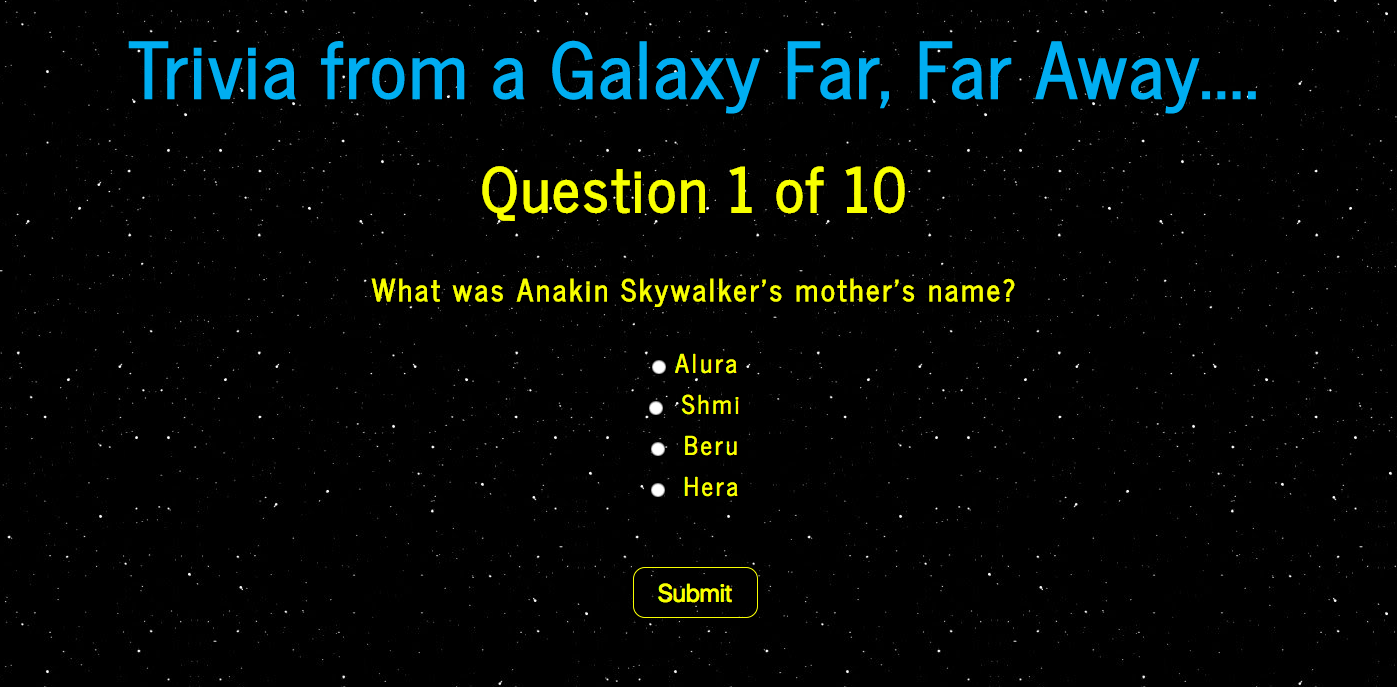 Trivia from a Galaxy Far, Far Away....
Question 1 of 10
What was Anakin Skywalker's mother's name?
Alura
Shmi
Beru
Hera
Submit